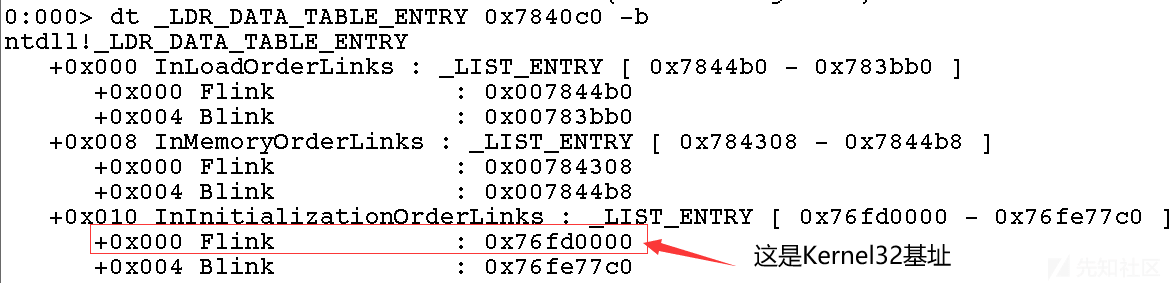 0:000> dt _LDR_DATA_TABLE_ENTRY 0x7840c0 -b
ntdll!_LDR_DATA_TABLE_ENTRY
+0x000 InLoadOrderLinks : _LIST_ENTRY [ 0x7844b0 - 0x783bb0 ]
+0x000 Flink : 0x007844b0
+0x004 Blink : 0x00783bb0
+0x008 InMemoryOrderLinks : _LIST_ENTRY [ 0x784308 - 0x7844b8 ]
+0x000 Flink : 0x00784308
+0x004 Blink : 0x007844b8
+0x010 InInitializationOrderLinks : _LIST_ENTRY [ 0x76fd0000 - 0x76fe77c0 ]
+0x000 Flink : 0x76fd0000
这是Kernel32基址
+0x004 Blink : 0x76fe77c0
先知社区